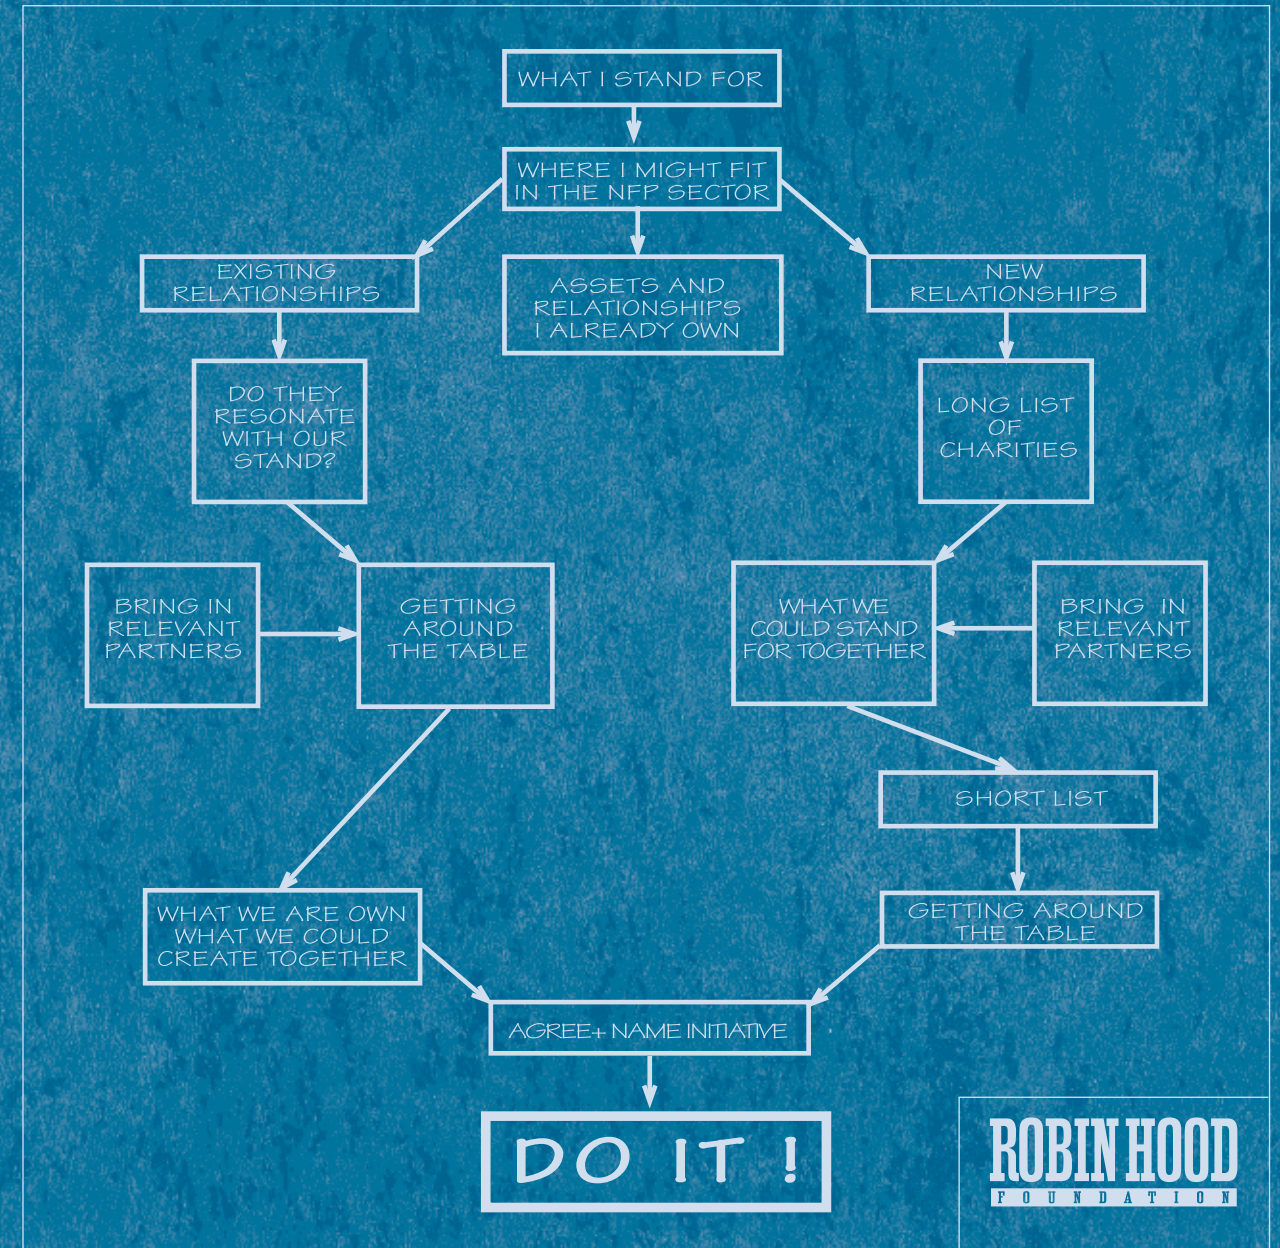 WHAT I STAND FOR
WHERE I MIGHT FIT
IN THE NFP SECTOR
EXISTING
RELATIONSHIPS
ASSETS AND
RELATIONSHIPS
I ALREADY OWN
NEW
RELATIONSHIPS
DO THEY
RESONATE
WITH OUR
STAND?
LONG LIST
OF
CHARITIES
BRING IN
RELEVANT
PARTNERS
GETTING
AROUND
THE TABLE
WHAT WE
COULD STAND
FOR TOGETHER
BRING IN
RELEVANT
PARTNERS
SHORT LIST
WHAT WE ARE OWN
WHAT WE COULD
CREATE TOGETHER
GETTING AROUND
THE TABLE
AGREE+ NAME INITIATIVE
DO IT !
ROBIN HOOD
FOUNDATION